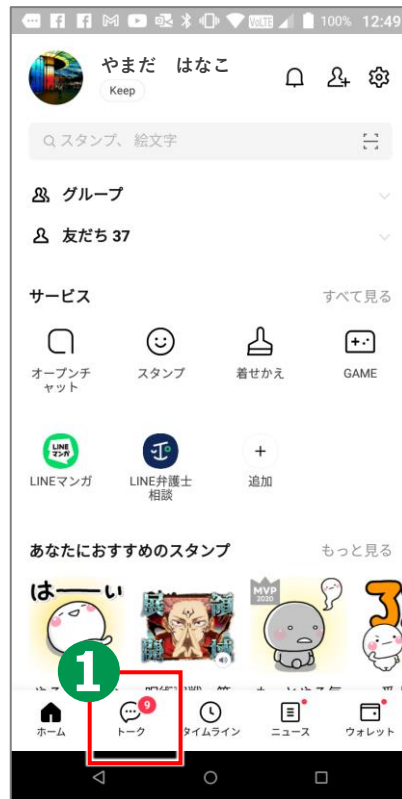 VoLTE 100% 12:49
やまだ はなこ
Keep
スタンプ、 絵文字
グループ
友だち 37
サービス すべて見る
オープンチ
ャット
スタンプ
着せかえ
GAME
LINE
マンガ
LINEマンガ
LINE弁護士
相談
+
追加
あなたにおすすめのスタンプ もっと見る
はーい
MVP
2020
1
9
ホーム
トーク
タイムライン
ニュース
ウォレット